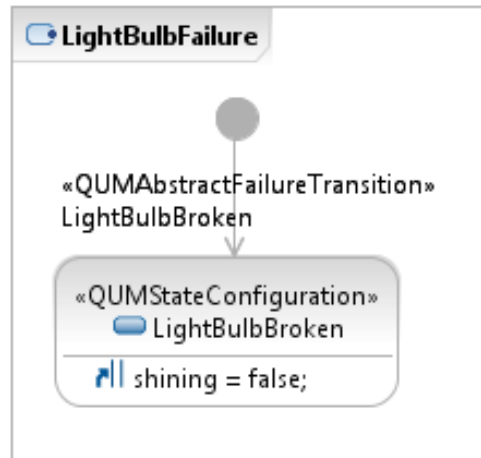 LightBulbFailure
«QUMAbstractFailureTransition»
LightBulbBroken
«QUMStateConfiguration»
LightBulbBroken
shining = false;